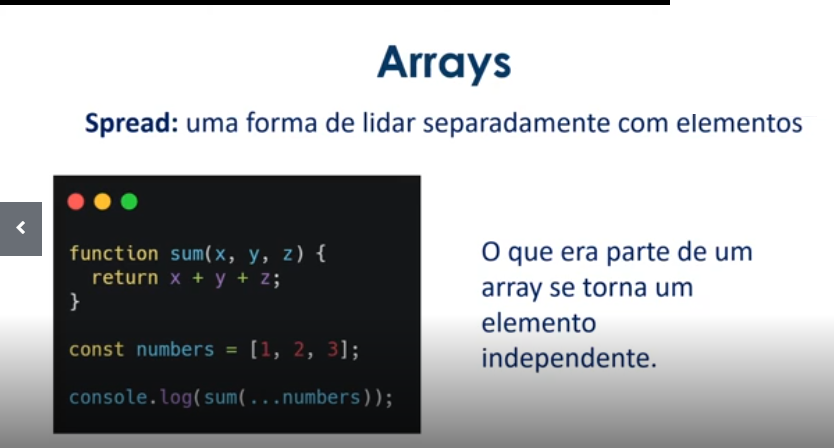 Arrays
Spread: uma forma de lidar separadamente com elementos
function sum(x, y, z) {
  return x + y + z;
}
const numbers = [1, 2, 3];
console.log(sum(...numbers));
O que era parte de um
array se torna um
elemento
independente.